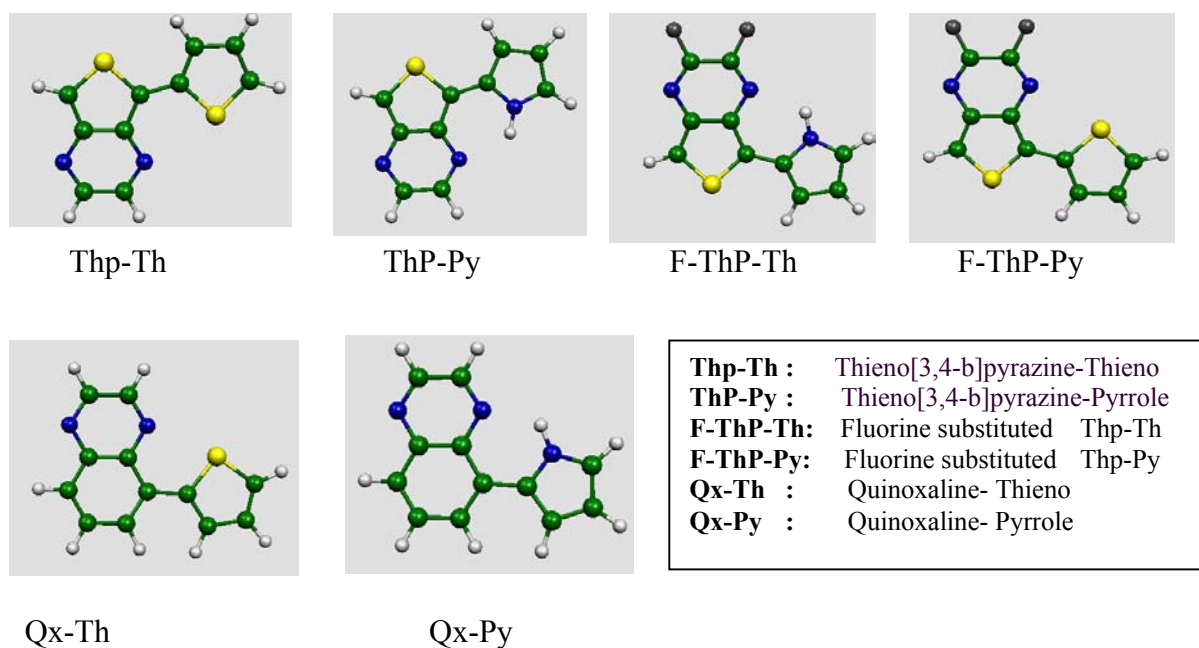 Thp-Th
ThP-Py
F-ThP-Th
F-ThP-Py
Thp-Th : Thieno[3,4-b]pyrazine-Thieno
ThP-Py : Thieno[3,4-b]pyrazine-Pyrrole
F-ThP-Th: Fluorine substituted Thp-Th
F-ThP-Py: Fluorine substituted Thp-Py
Qx-Th : Quinoxaline- Thieno
Qx-Py : Quinoxaline- Pyrrole
Qx-Th
Qx-Py